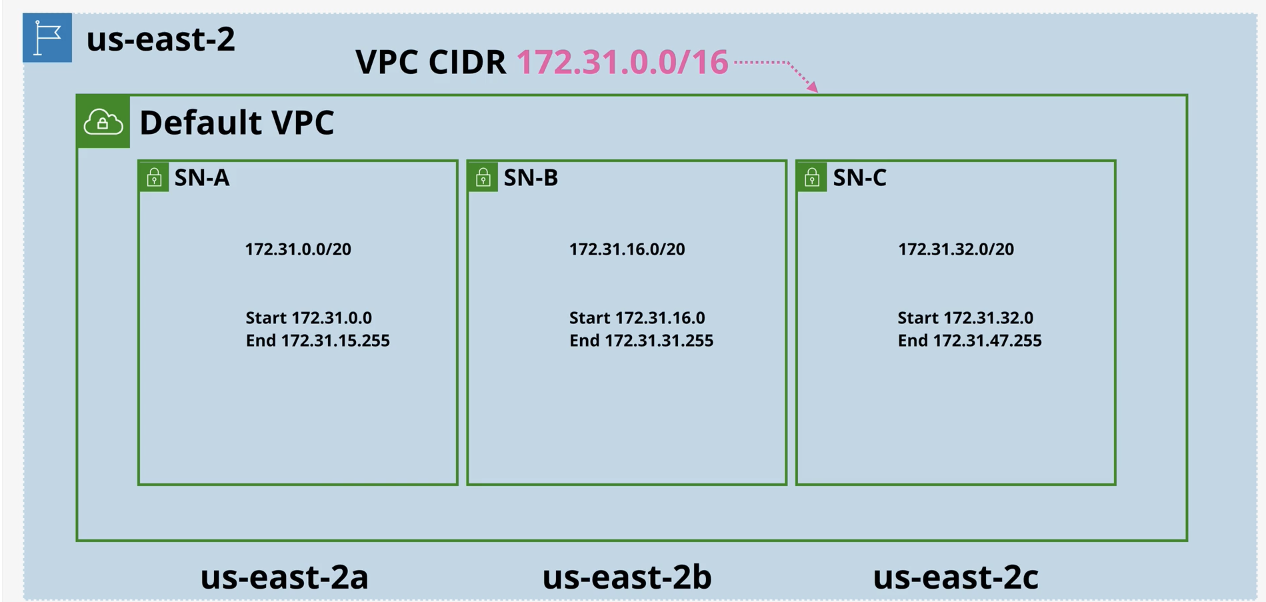 us-east-2
VPC CIDR 172.31.0.0/16
Default VPC
SN-A
172.31.0.0/20
Start 172.31.0.0
End 172.31.15.255
SN-B
172.31.16.0/20
Start 172.31.16.0
End 172.31.31.255
SN-C
172.31.32.0/20
Start 172.31.32.0
End 172.31.47.255
us-east-2a
us-east-2b
us-east-2c